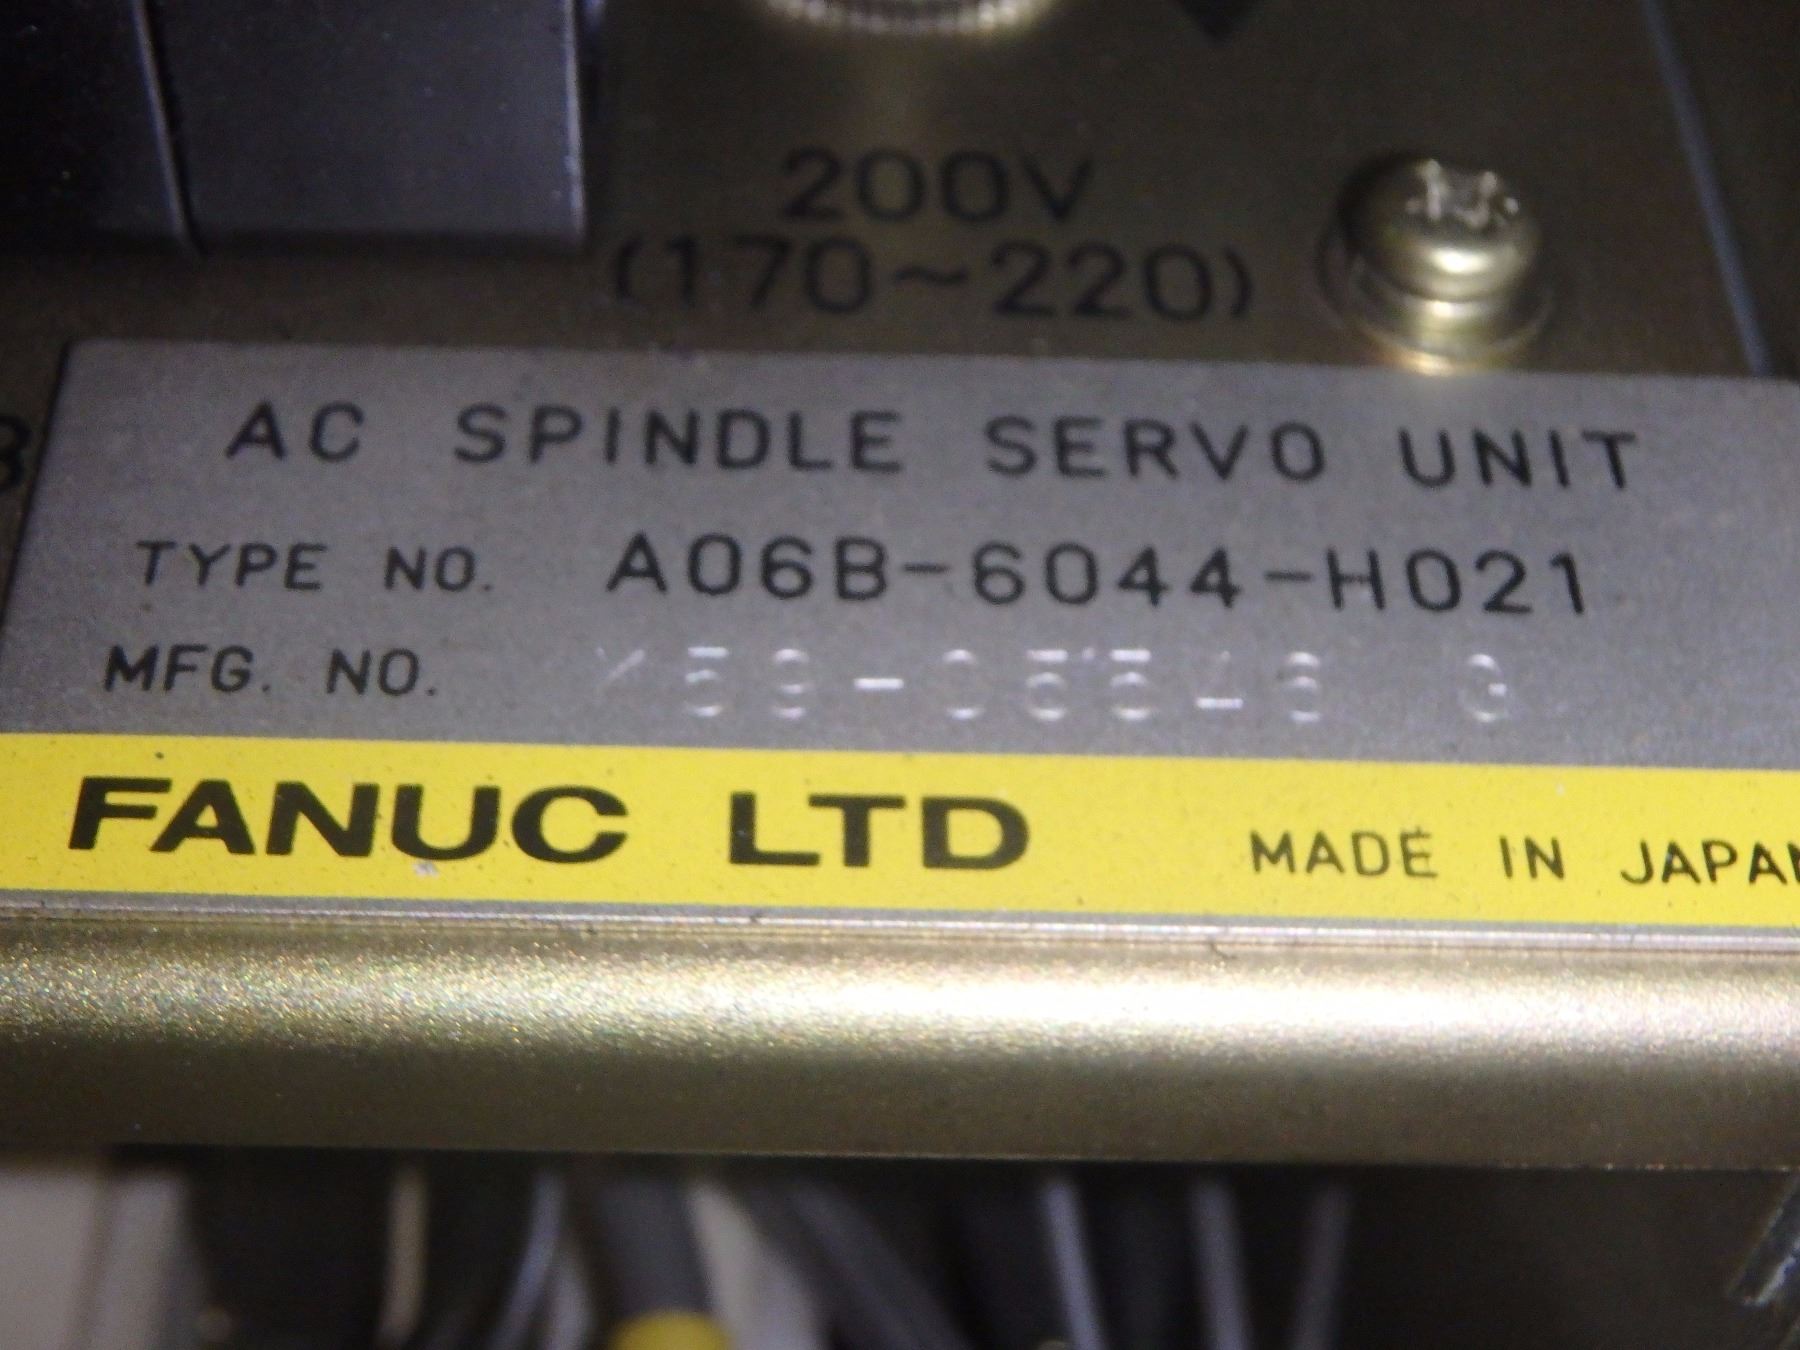 200V
(170~220)
AC SPINDLE SERVO UNIT
TYPE NO. A06B-6044-H021
MFG. NO.
FANUC LTD MADE IN JAPAN